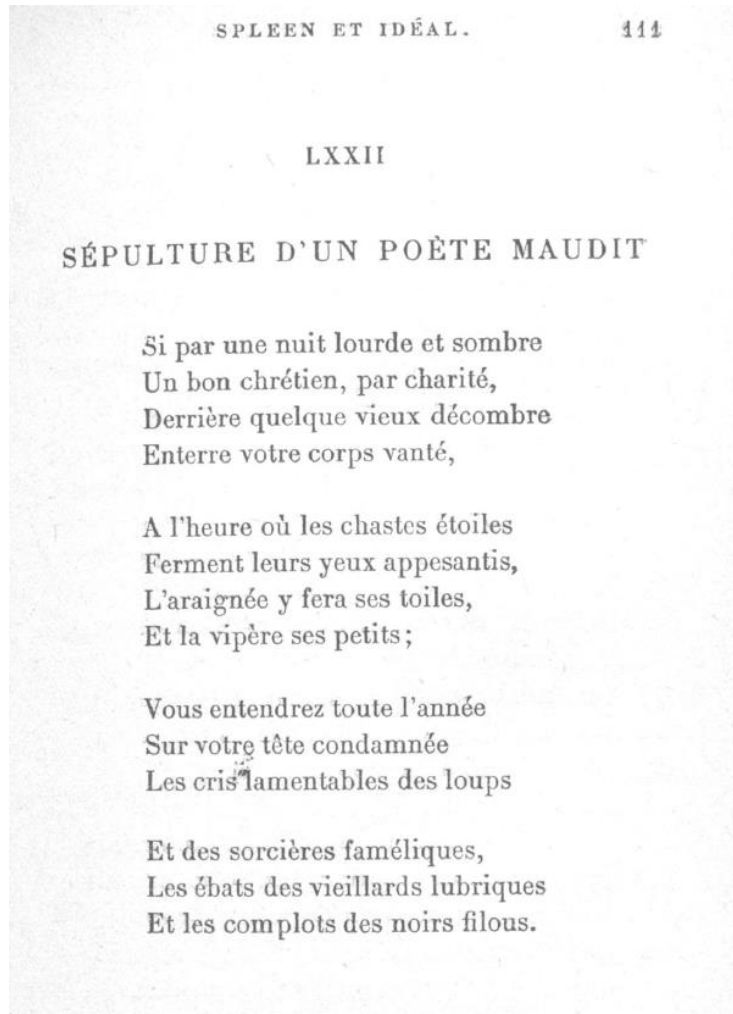 SPLEEN ET IDÉAL. 111
LXXII
SÉPULTURE D'UN POÈTE MAUDIT
Si par une nuit lourde et sombre
Un bon chrétien, par charité,
Derrière quelque vieux décombre
Enterre votre corps vanté,
A l'heure où les chastes étoiles
Ferment leurs yeux appesantis,
L'araignée y fera ses toiles,
Et la vipère ses petits;
Vous entendrez toute l'année
Sur votre tête condamnée
Les cris lamentables des loups
Et des sorcières faméliques,
Les ébats des vieillards lubriques
Et les complots des noirs filous.